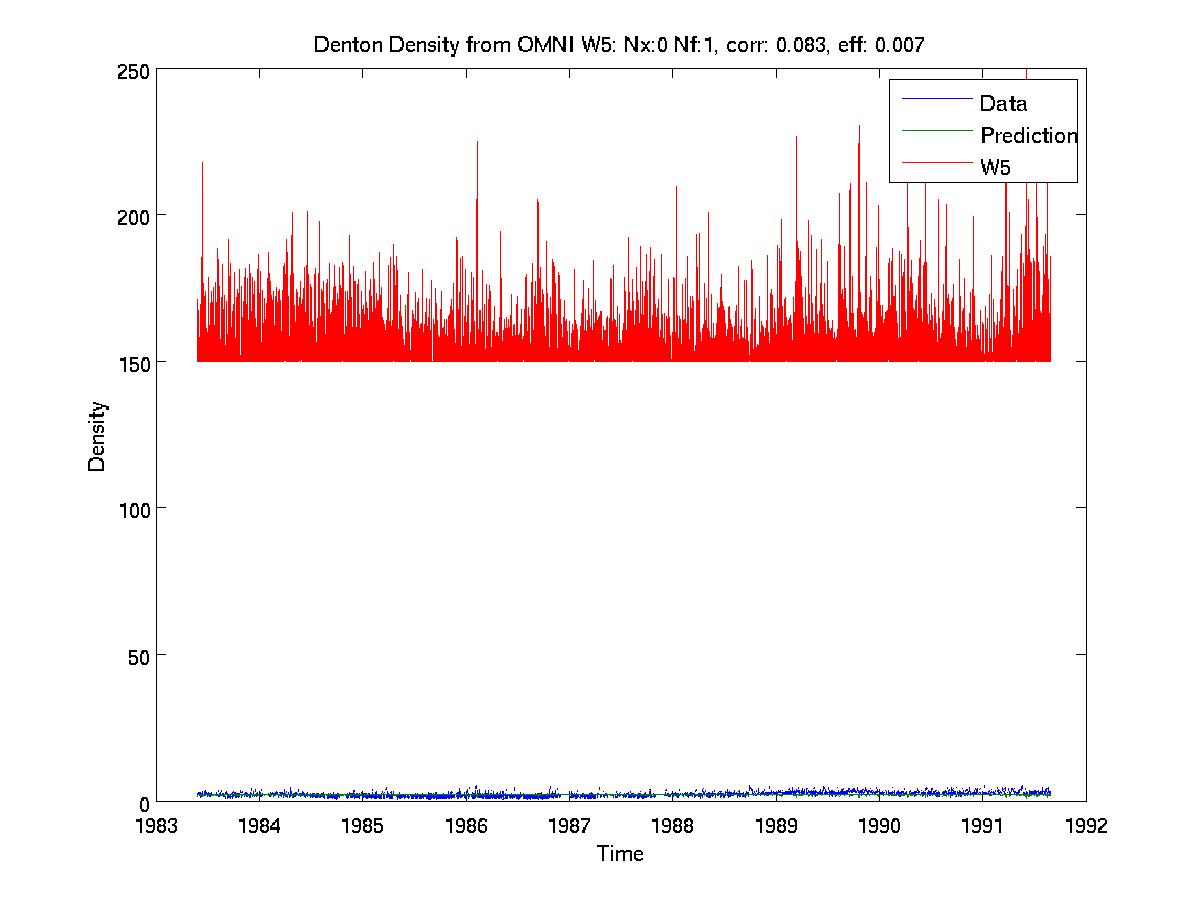 Denton Density from OMNI W5: Nx:0 Nf:1, corr: 0.083, eff: 0.007
250
200
150
100
50
0
Density
Data
Prediction
W5
1983 1984 1985 1986 1987 1988 1989 1990 1991 1992
Time